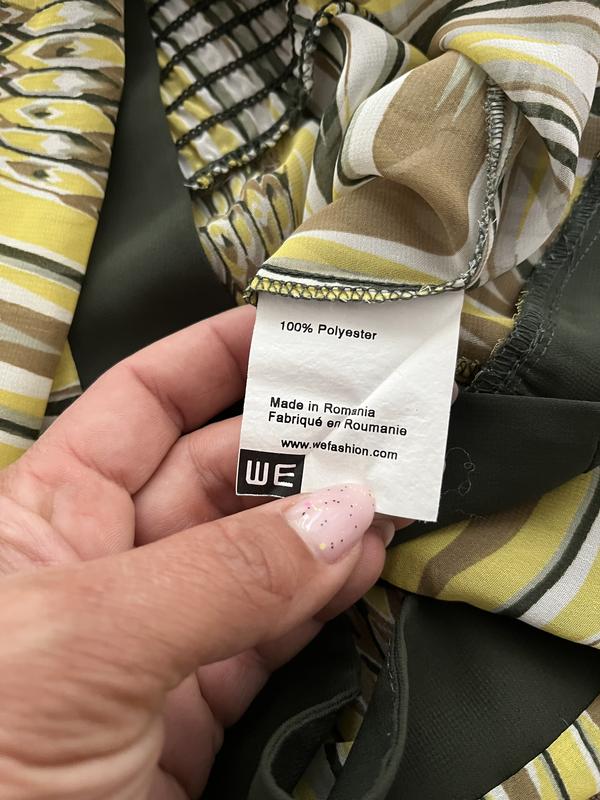 100% Polyester
Made in Romania
Fabriqué en Roumanie
www.wefashion.com
WE